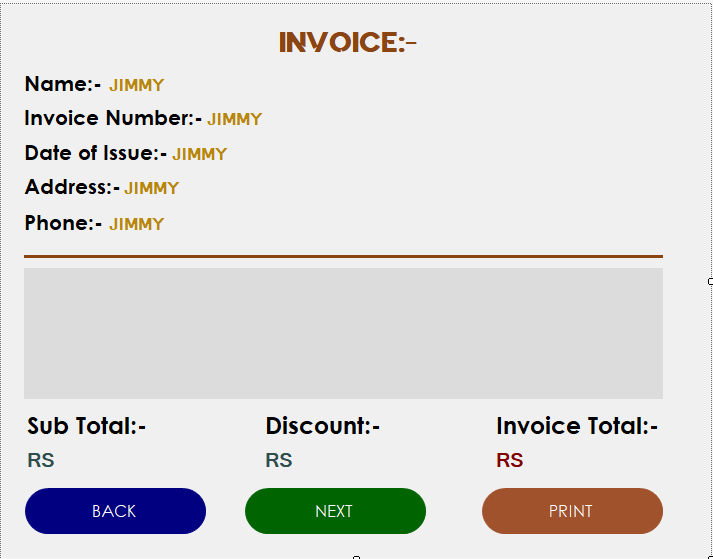 INVOICE:-
Name:- JIMMY
Invoice Number:- JIMMY
Date of Issue:- JIMMY
Address:- JIMMY
Phone:- JIMMY
Sub Total:- Discount:- Invoice Total:-
RS RS RS
BACK NEXT PRINT